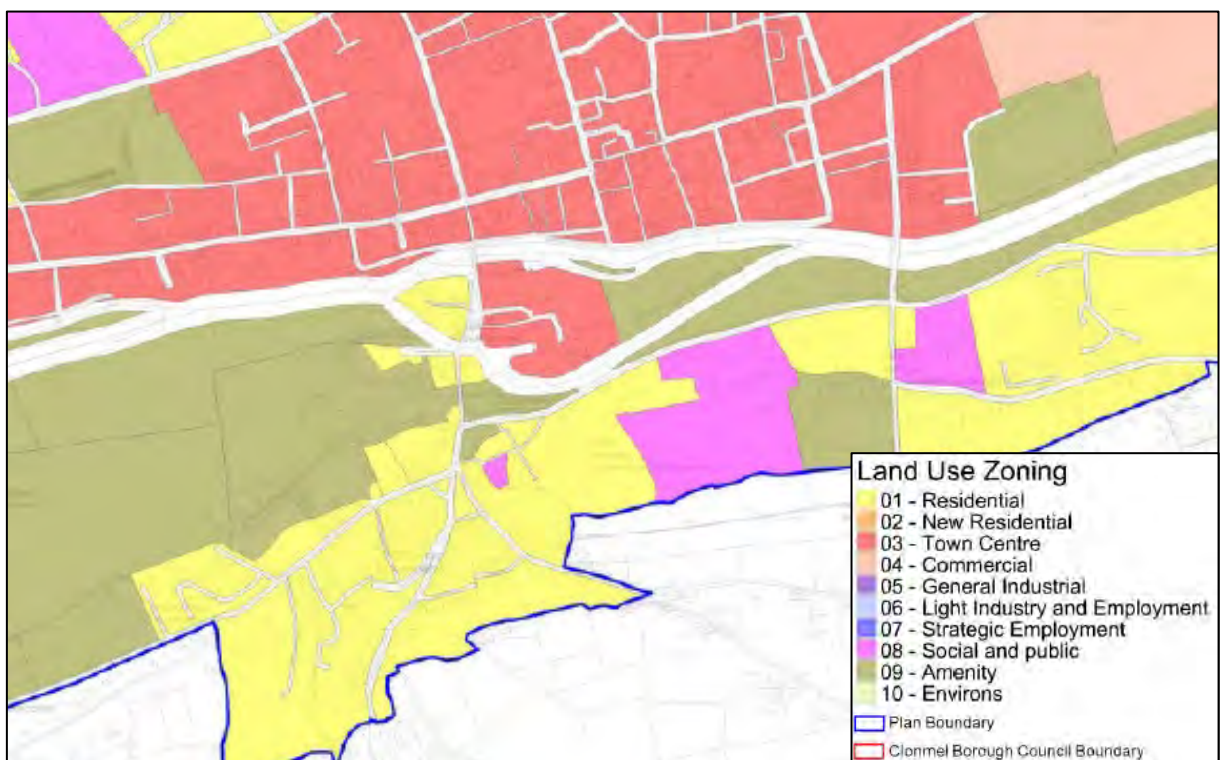 Land Use Zoning
01 - Residential
02 - New Residential
03 - Town Centre
04 - Commercial
05 - General Industrial
06 - Light Industry and Employment
07 - Strategic Employment
08 - Social and public
09 - Amenity
10 - Environs
Plan Boundary
Clonmel Borough Council Boundary